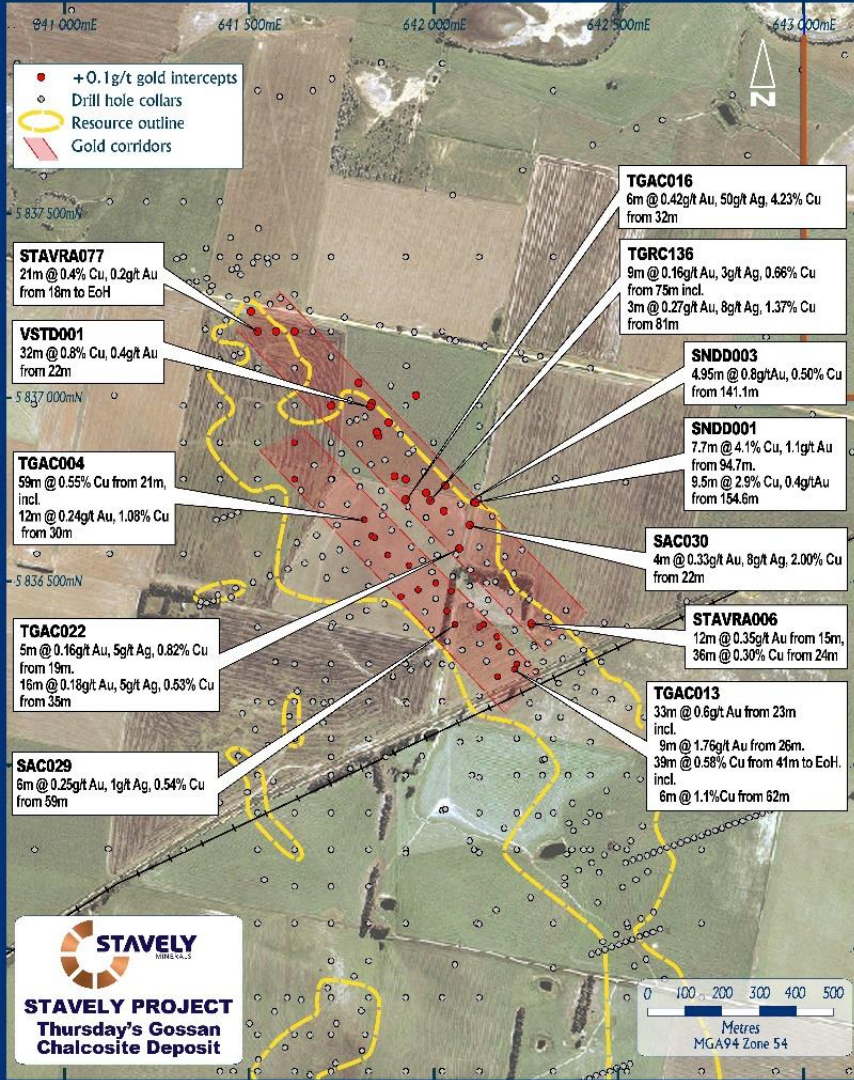 641 000mE
641 500mE
642 000mE
642 500mE
643 000mE
+0.1g/t gold intercepts
Drill hole collars
Resource outline
Gold corridors
N
5 837 500mN
5 837 000mN
5 836 500mN
STAVRA077
21m @ 0.4% Cu, 0.2g/t Au
from 18m to EoH
VSTD001
32m @ 0.8% Cu, 0.4g/t Au
from 22m
TGAC004
59m @ 0.55% Cu from 21m,
incl.
12m @ 0.24g/t Au, 1.08% Cu
from 30m
TGAC022
5m @ 0.16g/t Au, 5g/t Ag, 0.82% Cu
from 19m.
16m @ 0.18g/t Au, 5g/t Ag, 0.53% Cu
from 35m
SAC029
6m @ 0.25g/t Au, 1g/t Ag, 0.54% Cu
from 59m
TGAC016
6m @ 0.42g/t Au, 50g/t Ag, 4.23% Cu
from 32m
TGRC136
9m @ 0.16g/t Au, 3g/t Ag, 0.66% Cu
from 75m incl.
3m @ 0.27g/t Au, 8g/t Ag, 1.37% Cu
from 81m
SNDD003
4.95m @ 0.8g/tAu, 0.50% Cu
from 141.1m
SNDD001
7.7m @ 4.1% Cu, 1.1g/t Au
from 94.7m.
9.5m @ 2.9% Cu, 0.4g/tAu
from 154.6m
SAC030
4m @ 0.33g/t Au, 8g/t Ag, 2.00% Cu
from 22m
STAVRA006
12m @ 0.35g/t Au from 15m,
36m @ 0.30% Cu from 24m
TGAC013
33m @ 0.6g/t Au from 23m
incl.
9m @ 1.76g/t Au from 26m.
39m @ 0.58% Cu from 41m to EoH.
incl.
6m @ 1.1%Cu from 62m
STAVELY
MINERALS
STAVELY PROJECT
Thursday's Gossan
Chalcosite Deposit
0 100 200 300 400 500
Metres
MGA94 Zone 54